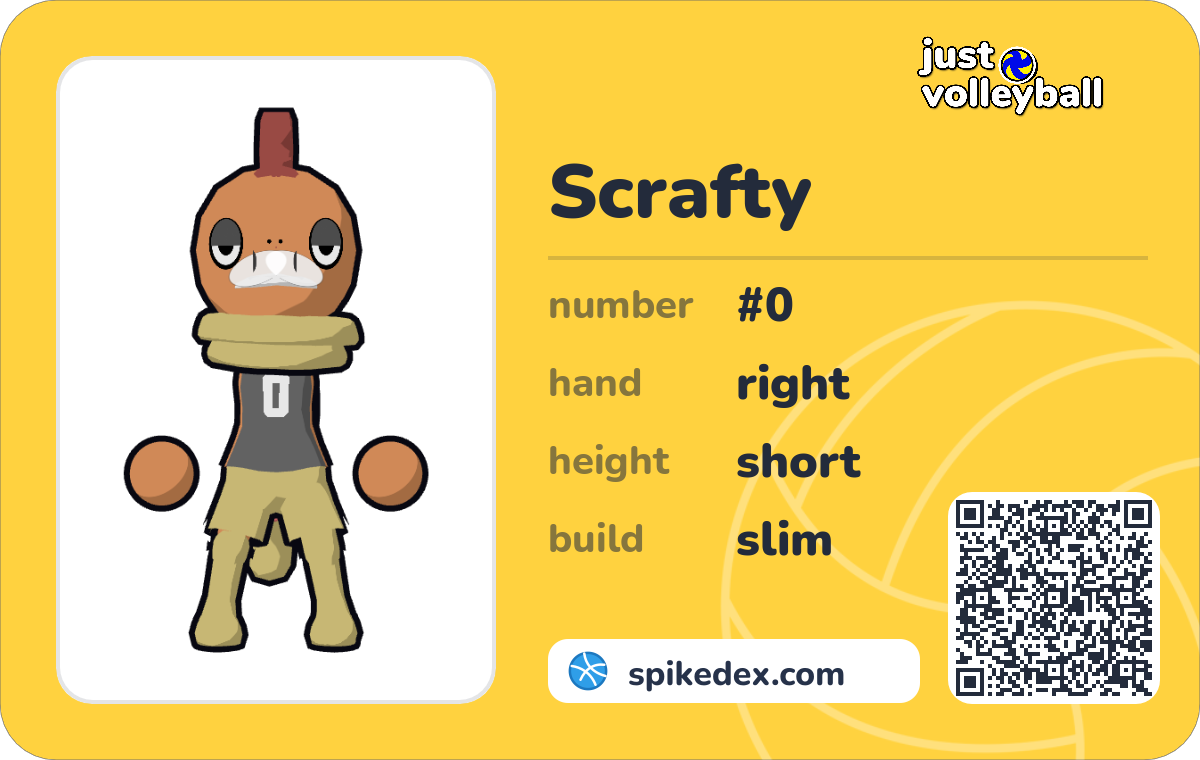 just
volleyball
Scrafty
number #0
hand right
height short
build slim
0
spikedex.com